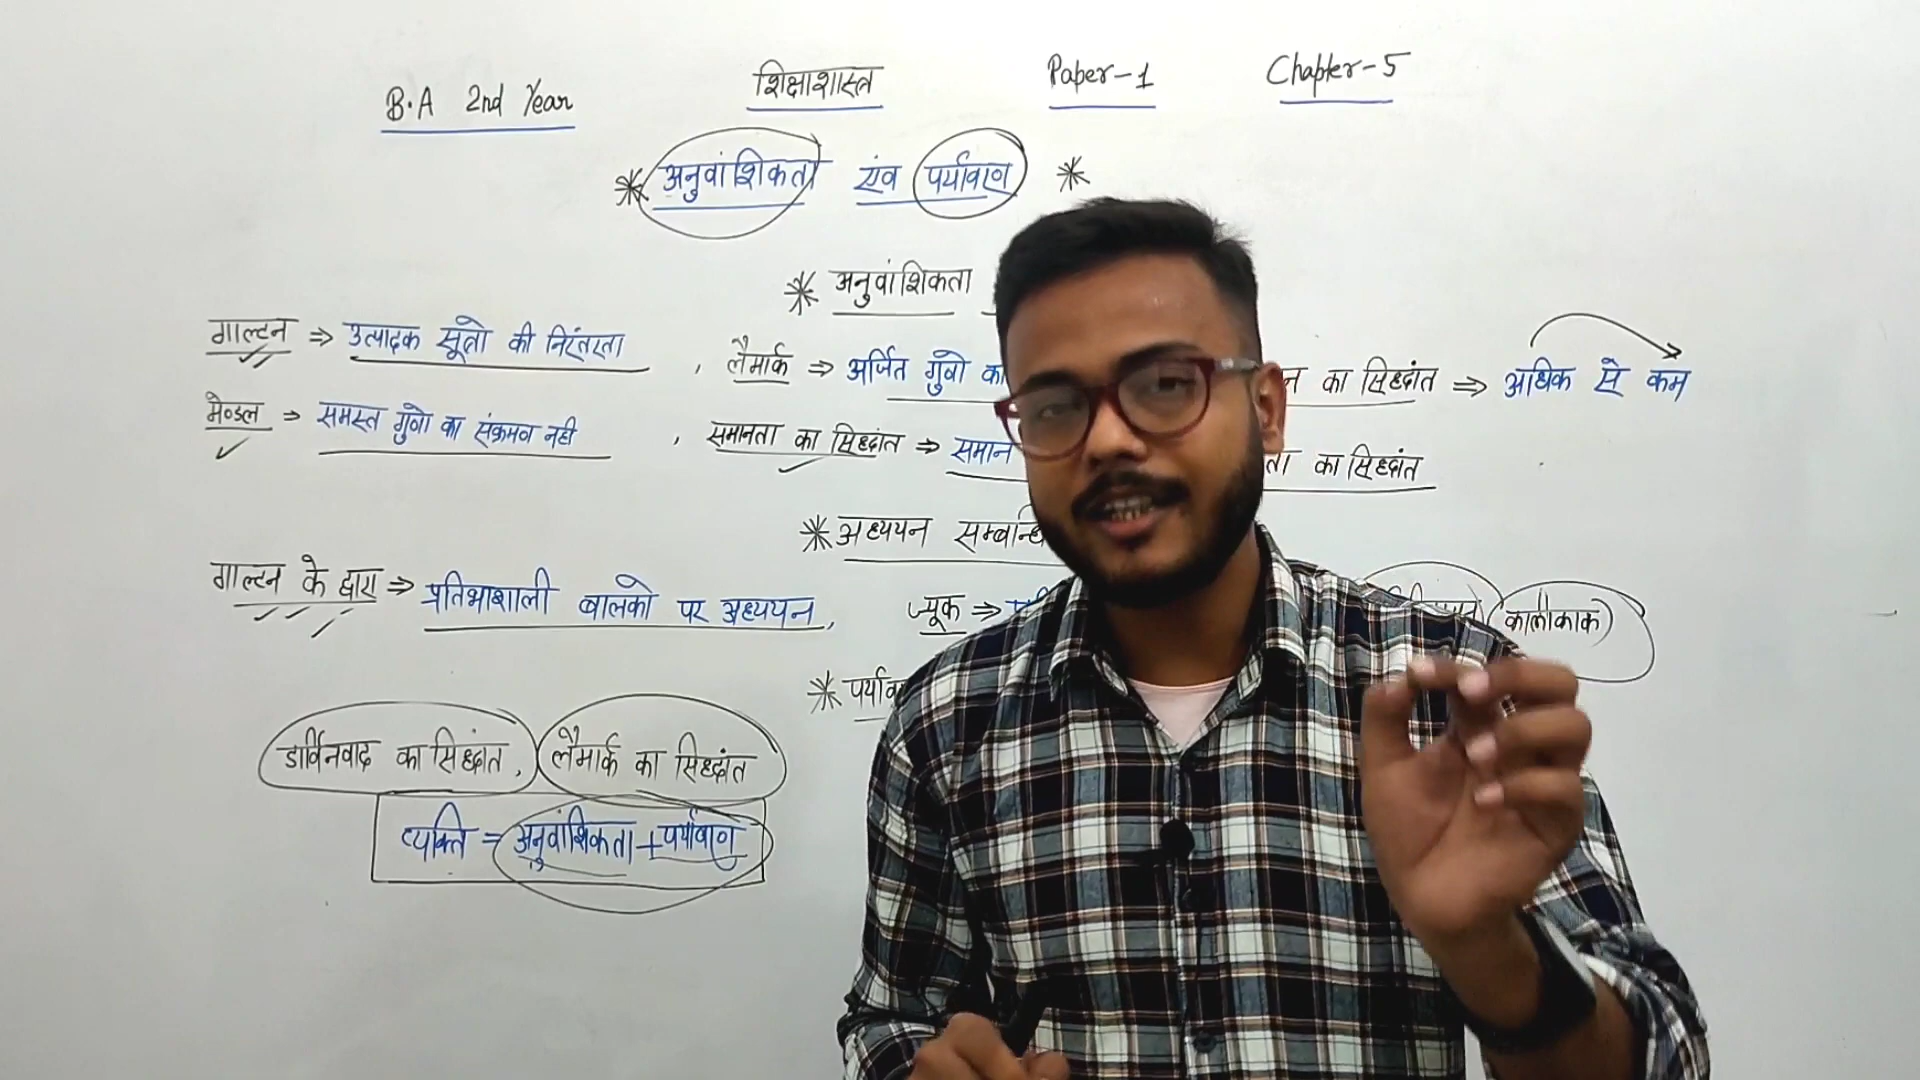 B.A 2nd Year शिक्षाशास्त्र Paper-1 Chapter-5
* अनुवांशिकता एंव पर्यावरण *
* अनुवांशिकता
गाल्टन ⇒ उत्पादक सूत्रो की निरंतरता , लैमार्क ⇒ अर्जित गुणो का न का सिद्धांत ⇒ अधिक से कम
मेण्डल ⇒ समस्त गुणो का संक्रमण नही , समानता का सिद्धांत ⇒ समान ता का सिद्धांत
* अध्ययन सम्बन्धि
गाल्टन के द्वारा ⇒ प्रतिभाशाली बालको पर अध्ययन , ज्यूक ⇒ कालीकाक
* पर्याव
डार्विनवाद का सिद्धांत , लैमार्क का सिद्धांत
व्यक्ति = अनुवांशिकता + पर्यावरण